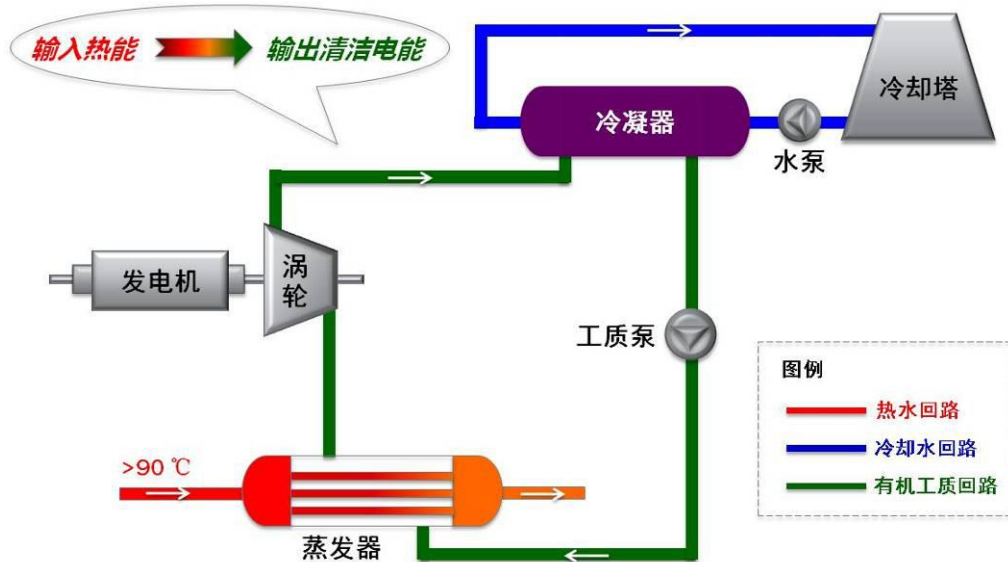 输入热能
输出清洁电能
冷却塔
冷凝器
水泵
发电机
涡
轮
工质泵
图例
热水回路
冷却水回路
有机工质回路
>90 ℃
蒸发器